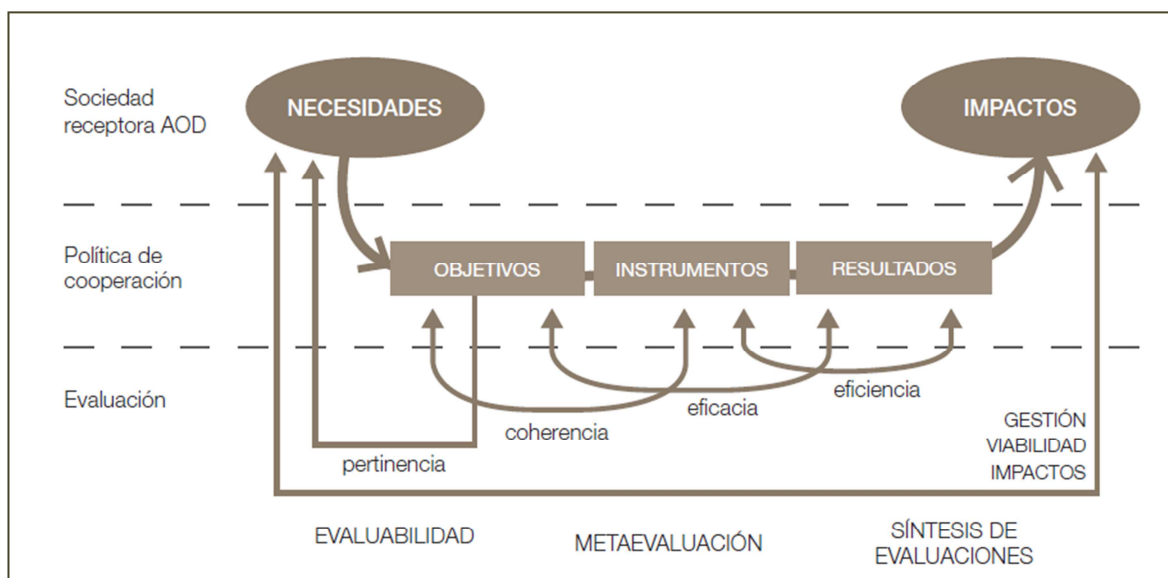 Sociedad
receptora AOD
NECESIDADES
IMPACTOS
Política de
cooperación
OBJETIVOS
INSTRUMENTOS
RESULTADOS
Evaluación
eficiencia
eficacia
coherencia
pertinencia
GESTIÓN
VIABILIDAD
IMPACTOS
EVALUABILIDAD
METAEVALUACIÓN
SÍNTESIS DE
EVALUACIONES